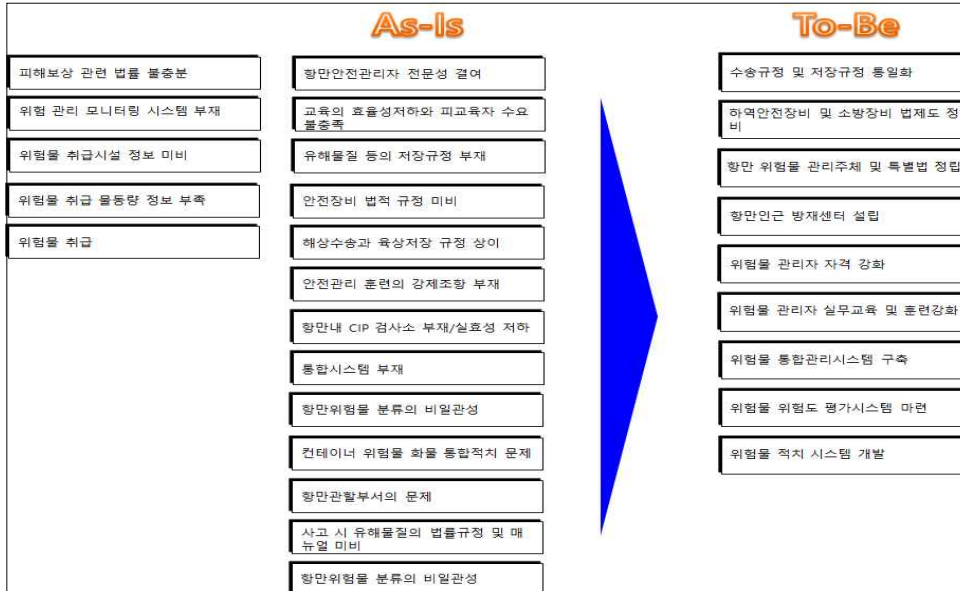 As-Is
To-Be
피해보상 관련 법률 불충분
위험 관리 모니터링 시스템 부재
위험물 취급시설 정보 미비
위험물 취급 물동량 정보 부족
위험물 취급
항만안전관리자 전문성 결여
교육의 효율성저하와 피교육자 수요
불충족
유해물질 등의 저장규정 부재
안전장비 법적 규정 미비
해상수송과 육상저장 규정 상이
안전관리 훈련의 강제조항 부재
항만내 CIP 검사소 부재/실효성 저하
통합시스템 부재
항만위험물 분류의 비일관성
컨테이너 위험물 화물 통합적치 문제
항만관할부서의 문제
사고 시 유해물질의 법률규정 및 매
뉴얼 미비
항만위험물 분류의 비일관성
수송규정 및 저장규정 통일화
하역안전장비 및 소방장비 법제도 정
비
항만 위험물 관리주체 및 특별법 정립
항만인근 방재센터 설립
위험물 관리자 자격 강화
위험물 관리자 실무교육 및 훈련강화
위험물 통합관리시스템 구축
위험물 위험도 평가시스템 마련
위험물 적치 시스템 개발